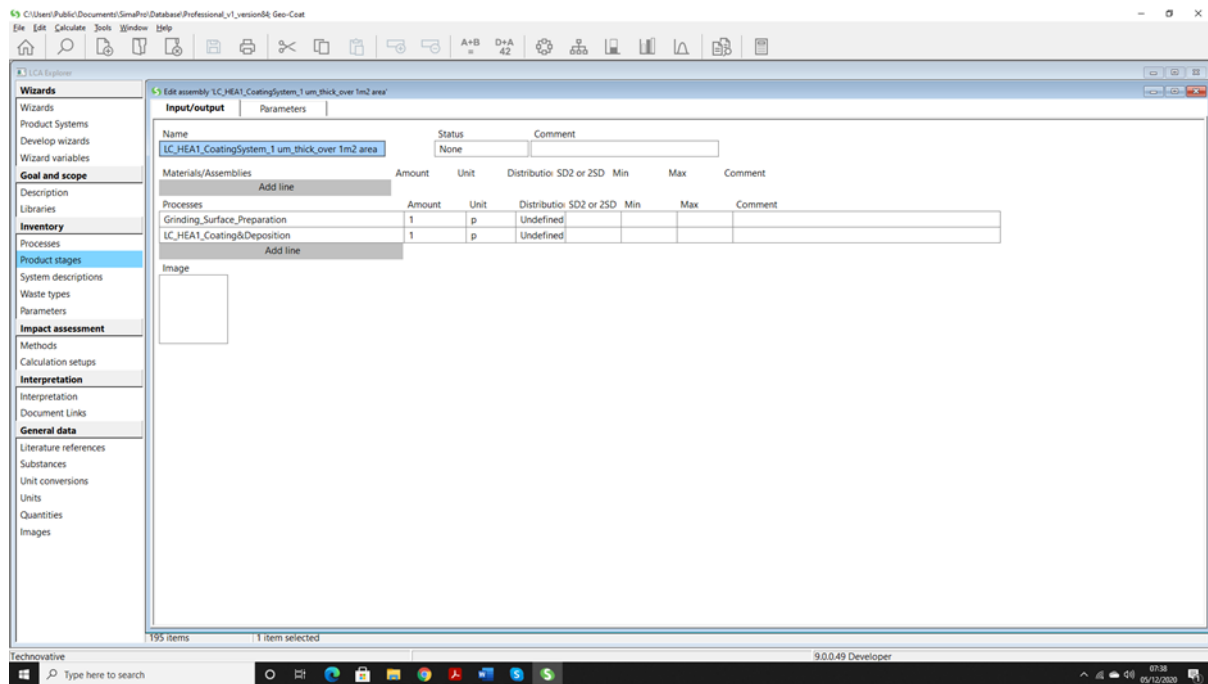 C:\Users\Public\Documents\SimaPro\Database\Professional_v1_version84; Geo-Coat
File Edit Calculate Tools Window Help
A+B = D+A 42
LCA Explorer
Wizards
Wizards
Product Systems
Develop wizards
Wizard variables
Goal and scope
Description
Libraries
Inventory
Processes
Product stages
System descriptions
Waste types
Parameters
Impact assessment
Methods
Calculation setups
Interpretation
Interpretation
Document Links
General data
Literature references
Substances
Unit conversions
Units
Quantities
Images
Edit assembly 'LC_HEA1_CoatingSystem_1 um_thick_over 1m2 area'
Input/output Parameters
Name Status Comment
LC_HEA1_CoatingSystem_1 um_thick_over 1m2 area None
Materials/Assemblies Amount Unit Distributio SD2 or 2SD Min Max Comment
Add line
Processes Amount Unit Distributio SD2 or 2SD Min Max Comment
Grinding_Surface_Preparation 1 p Undefined
LC_HEA1_Coating&Deposition 1 p Undefined
Add line
Image
195 items 1 item selected
Technovative 9.0.0.49 Developer
Type here to search
07:38
05/12/2020